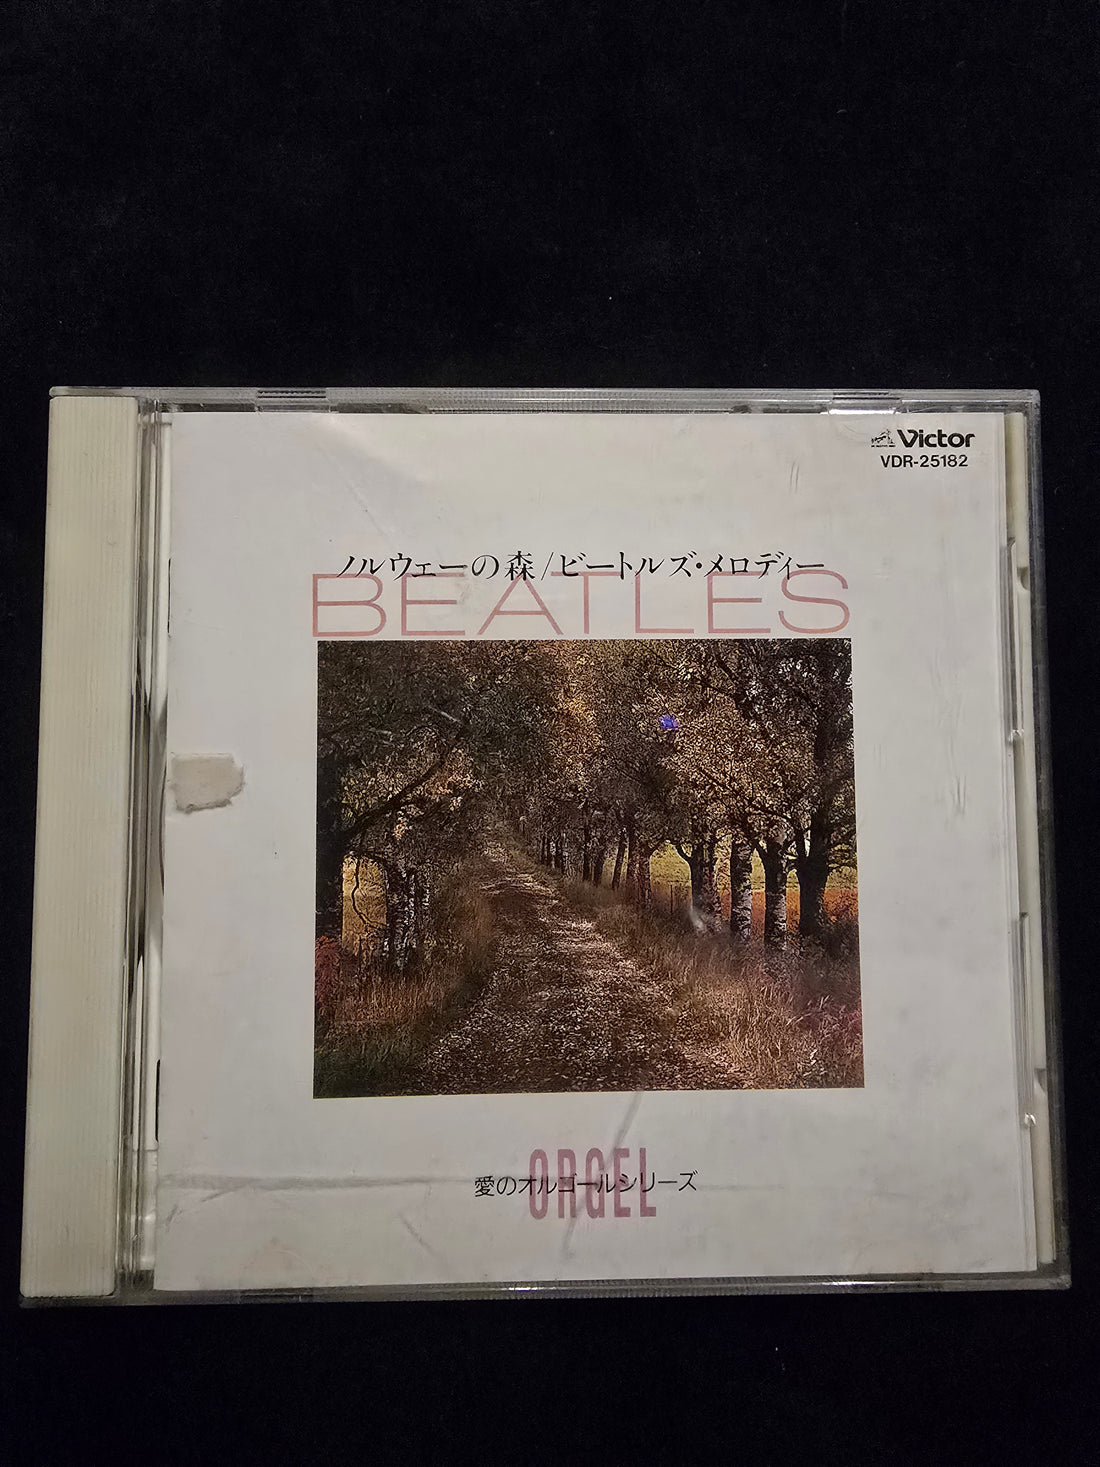 Victor
VDR-25182
ノルウェーの森/ビートルズ・メロディー
BEATLES
ORGEL
愛のオルゴールシリーズ